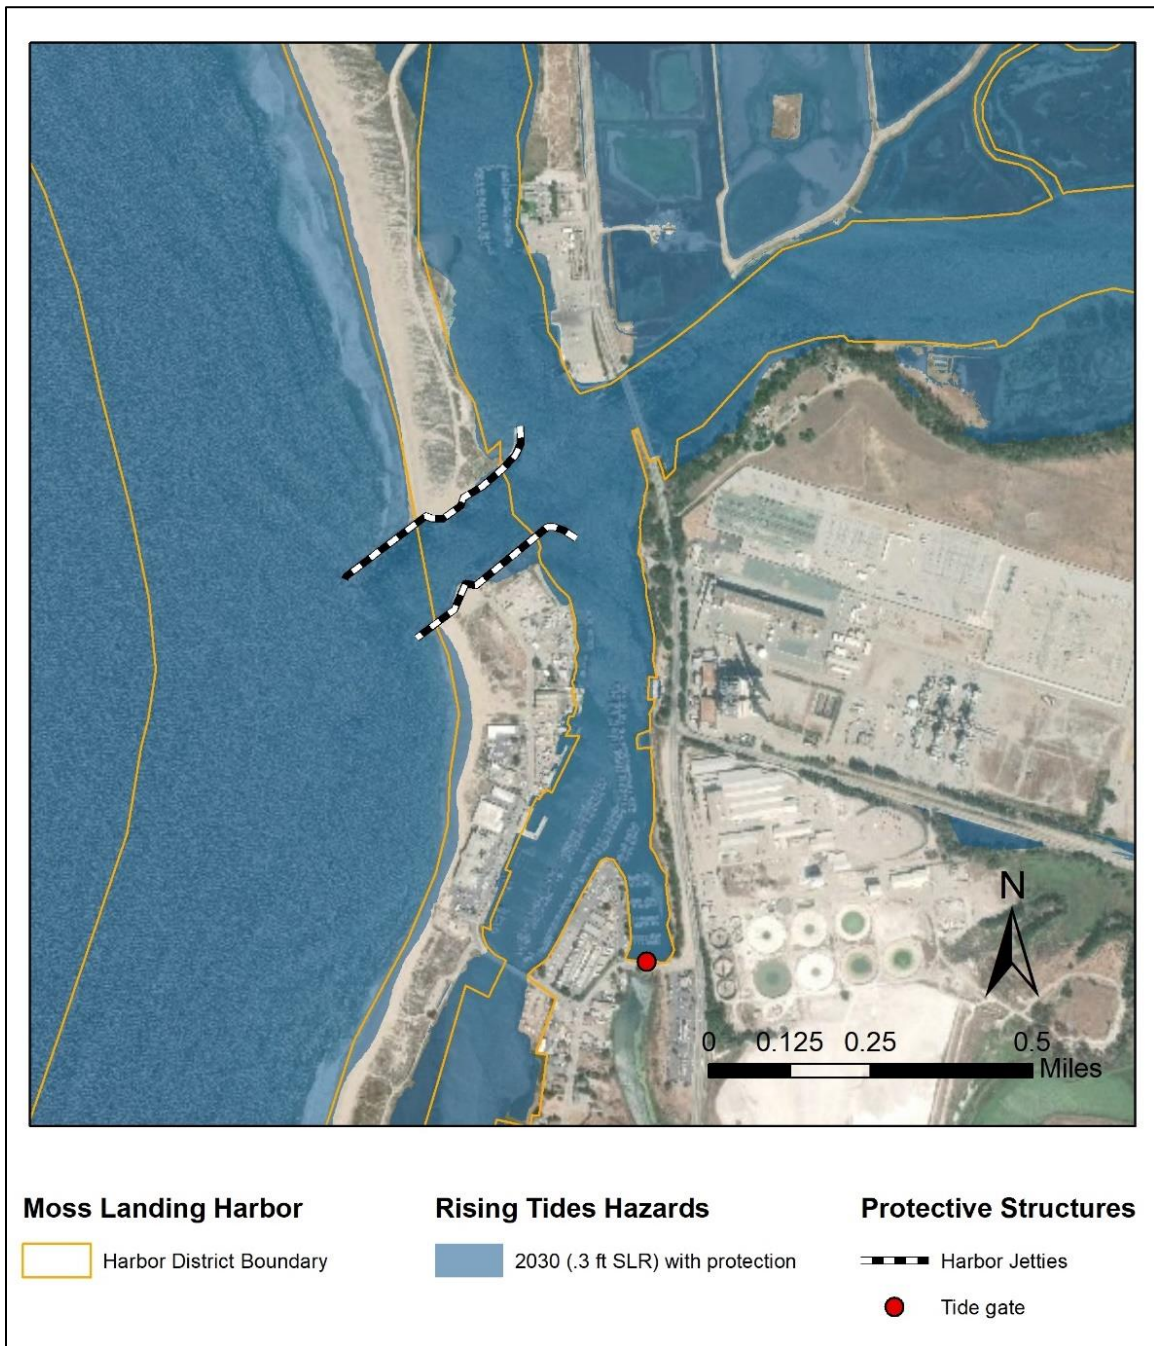 N
0 0.125 0.25 0.5
Miles
Moss Landing Harbor
Harbor District Boundary
Rising Tides Hazards
2030 (.3 ft SLR) with protection
Protective Structures
Harbor Jetties
Tide gate